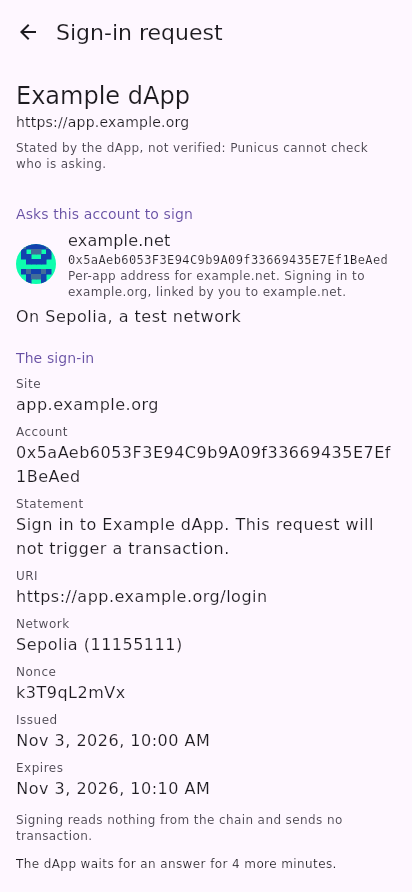 Sign-in request
Example dApp
https://app.example.org
Stated by the dApp, not verified: Punicus cannot check
who is asking.
Asks this account to sign
example.net
0x5aAeb6053F3E94C9b9A09f33669435E7Ef1BeAed
Per-app address for example.net. Signing in to
example.org, linked by you to example.net.
On Sepolia, a test network
The sign-in
Site
app.example.org
Account
0x5aAeb6053F3E94C9b9A09f33669435E7Ef
1BeAed
Statement
Sign in to Example dApp. This request will
not trigger a transaction.
URI
https://app.example.org/login
Network
Sepolia (11155111)
Nonce
k3T9qL2mVx
Issued
Nov 3, 2026, 10:00 AM
Expires
Nov 3, 2026, 10:10 AM
Signing reads nothing from the chain and sends no
transaction.
The dApp waits for an answer for 4 more minutes.